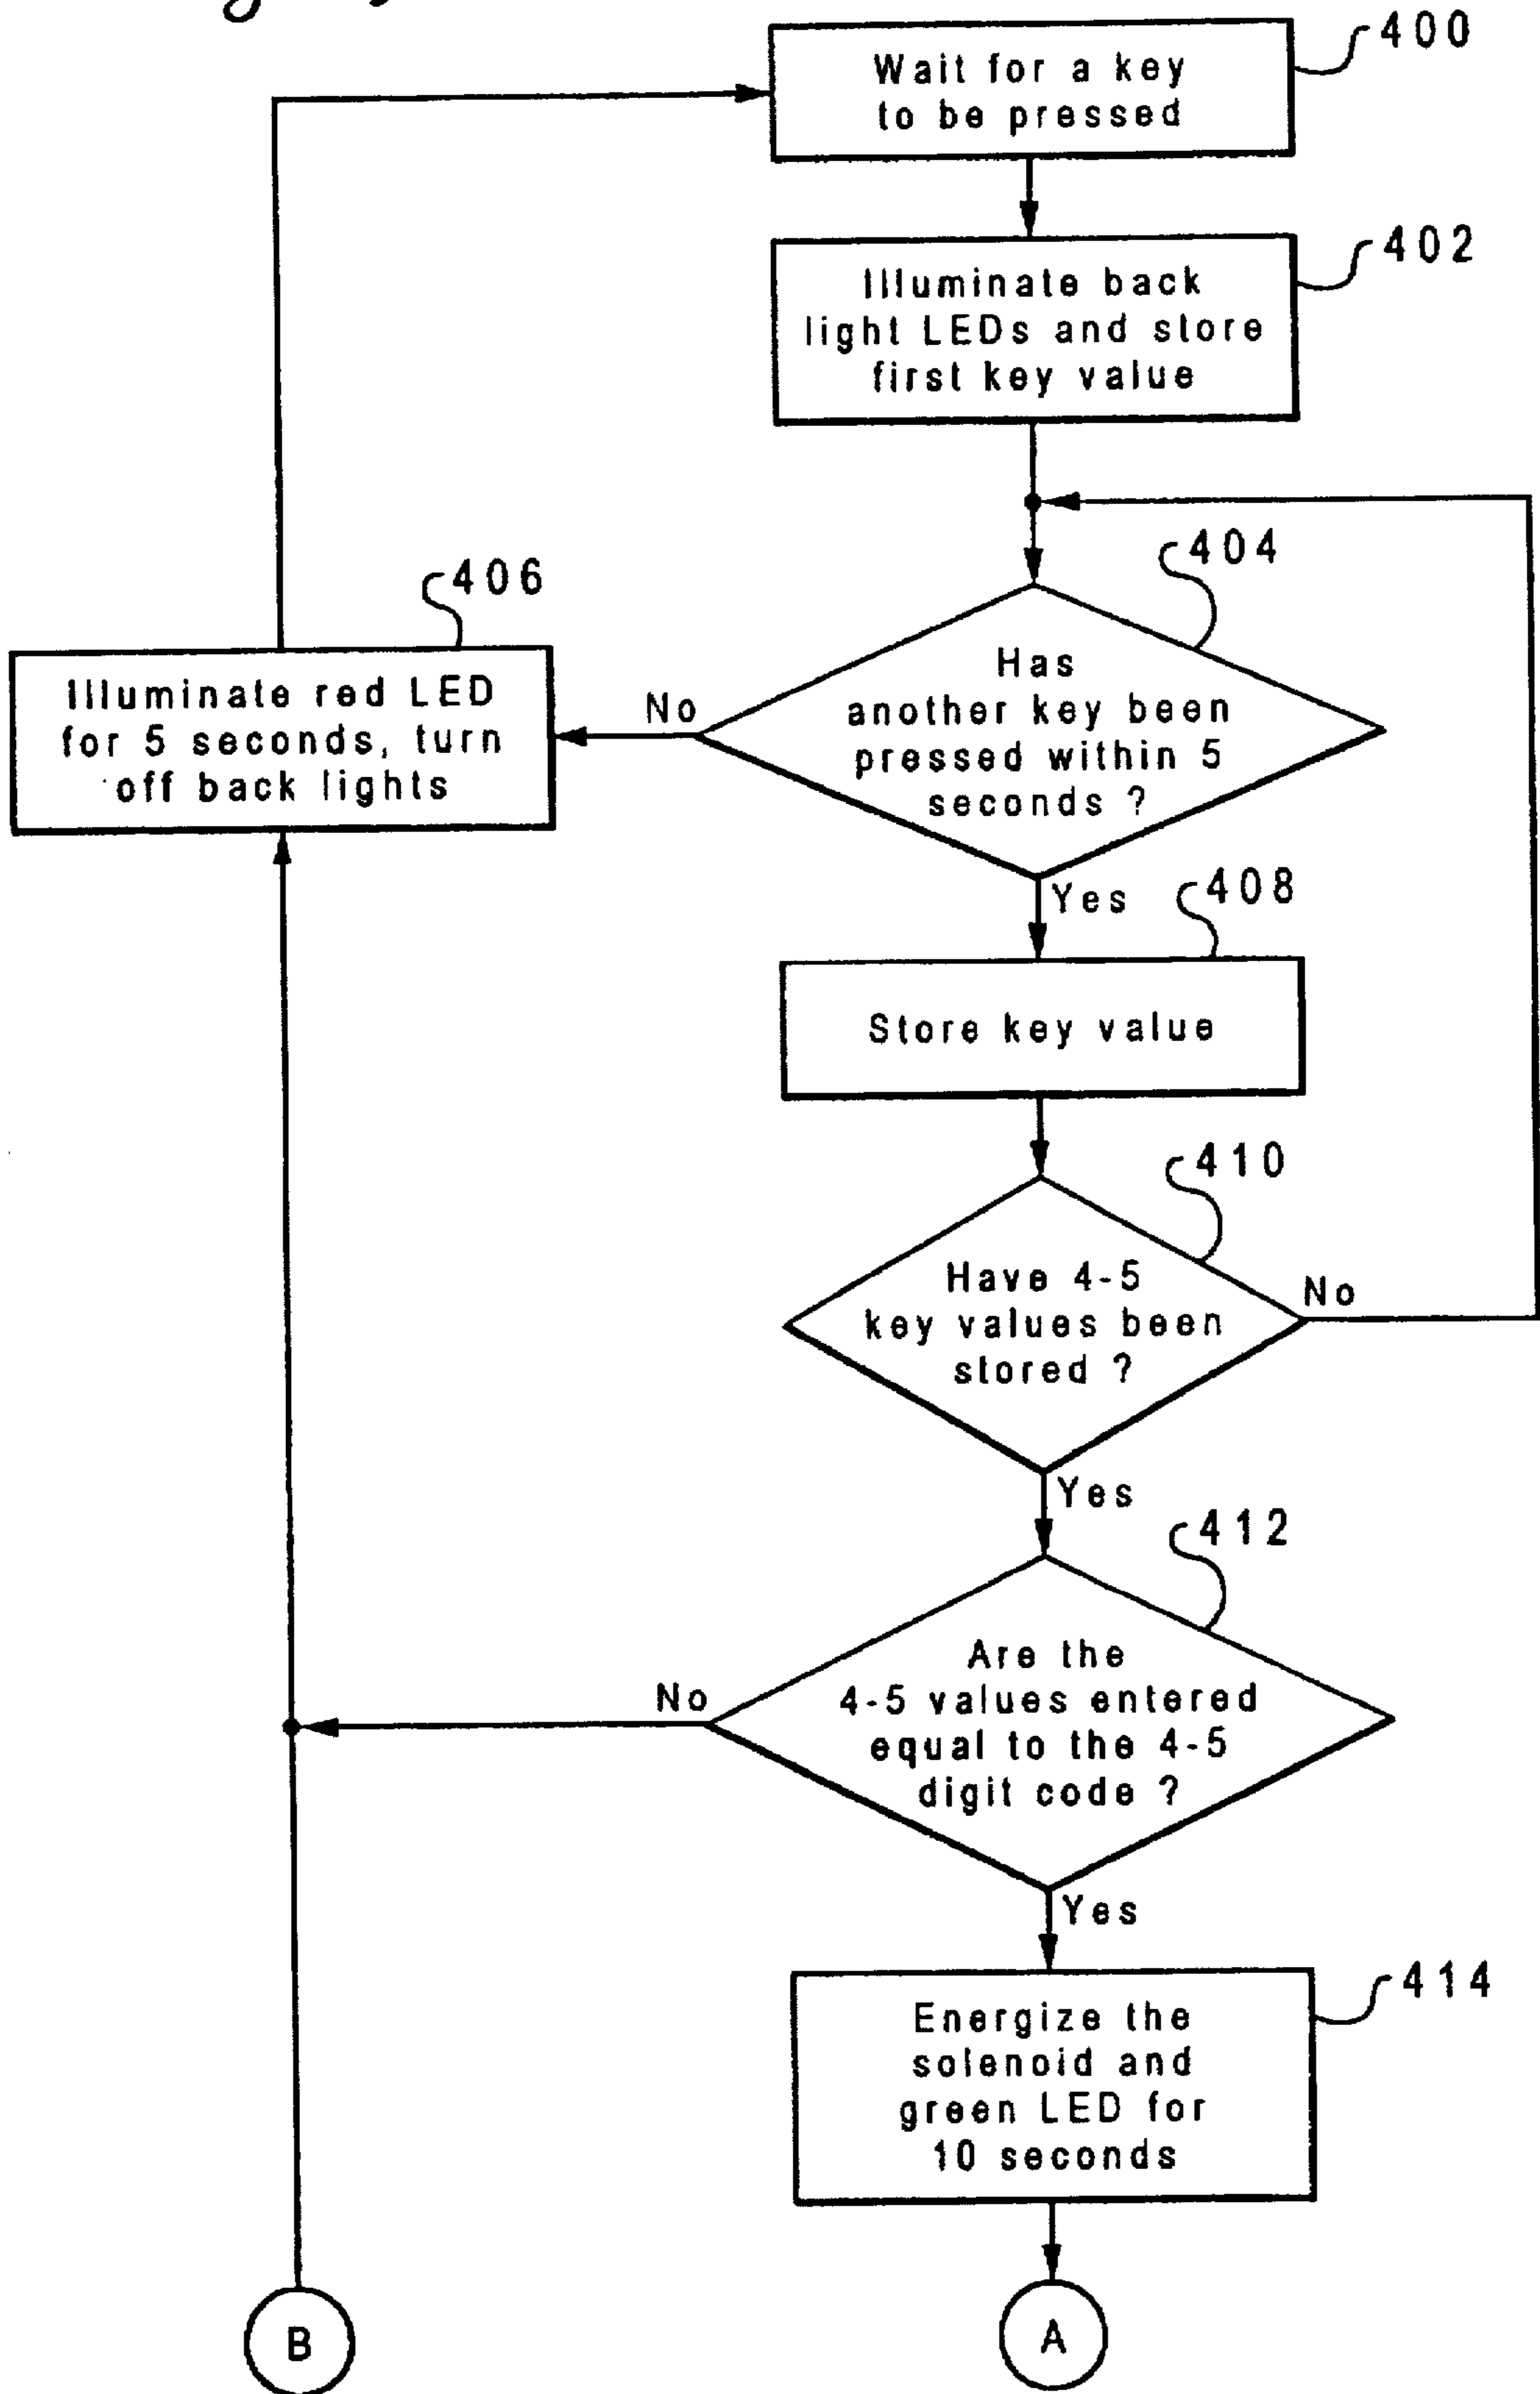 400
Wait for a key
to be pressed
402
Illuminate back
light LEDs and store
first key value
404
406
Has
another key been
pressed within 5
seconds ?
No
Illuminate red LED
for 5 seconds, turn
off back lights
Yes
408
Store key value
410
Have 4-5
key values been
stored ?
No
Yes
412
Are the
4-5 values entered
equal to the 4-5
digit code ?
No
Yes
414
Energize the
solenoid and
green LED for
10 seconds
B
A